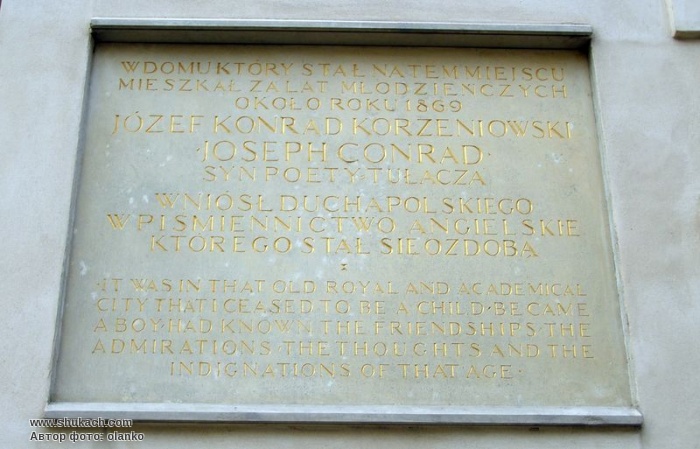 W DOMU KTÓRY STAŁ NA TEM MIEJSCU
MIESZKAŁ ZA LAT MŁODZIEŃCZYCH
OKOŁO ROKU 1869
JÓZEF KONRAD KORZENIOWSKI
·JOSEPH CONRAD·
SYN POETY-TUŁACZA
WNIÓSŁ DUCHA POLSKIEGO
W PIŚMIENNICTWO ANGIELSKIE
KTÓREGO STAŁ SIĘ OZDOBĄ
·IT WAS IN THAT OLD ROYAL AND ACADEMICAL
CITY THAT I CEASED TO BE A CHILD·BECAME
A BOY·HAD KNOWN THE FRIENDSHIPS·THE
ADMIRATIONS·THE THOUGHTS AND THE
INDIGNATIONS OF THAT AGE·
www.shukach.com
Автор фото: olanko